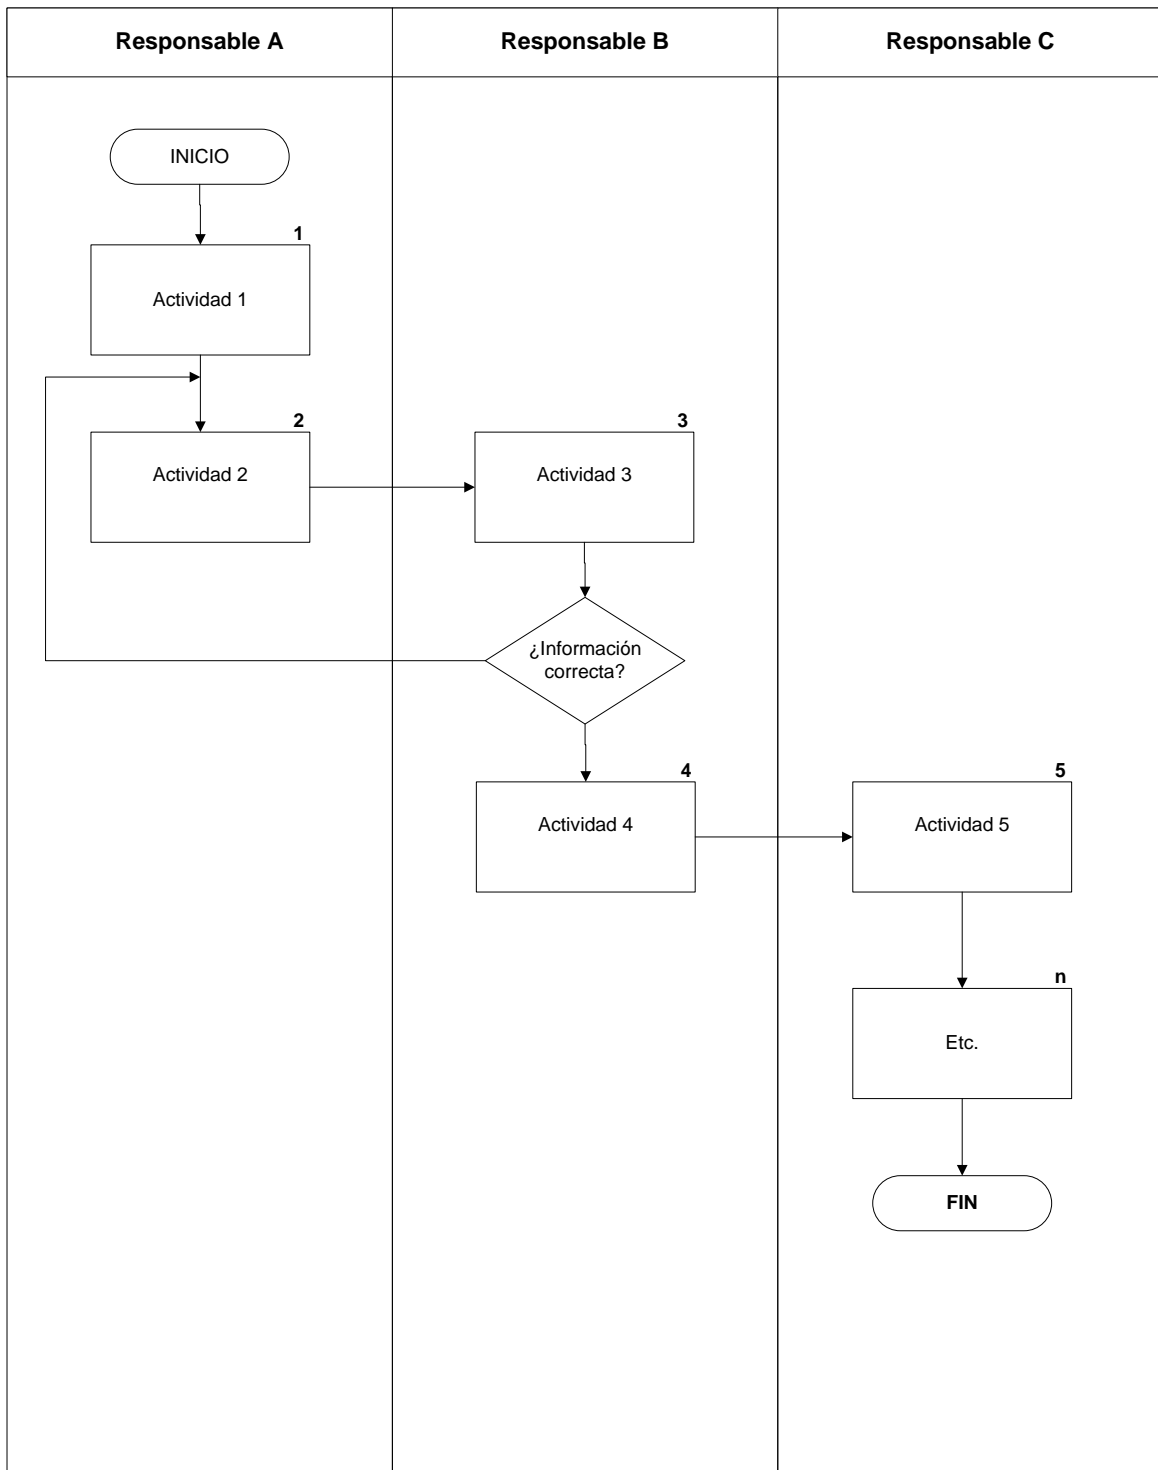 Responsable A
Responsable B
Responsable C
INICIO
1
Actividad 1
2
Actividad 2
3
Actividad 3
¿Información
correcta?
4
Actividad 4
5
Actividad 5
n
Etc.
FIN